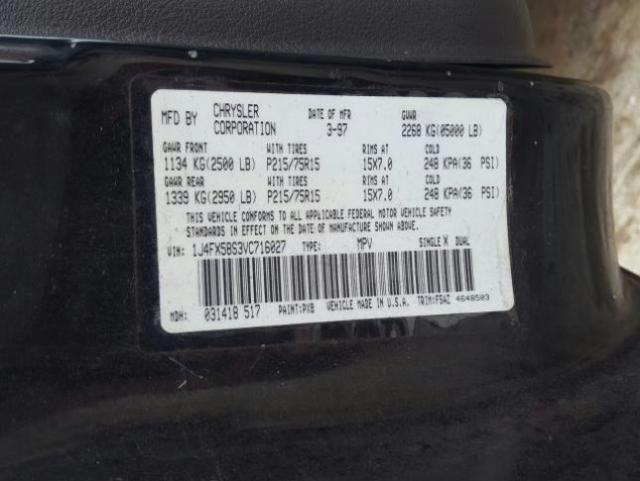 MFD BY CHRYSLER CORPORATION DATE OF MFR 3-97 GVWR 2268 KG(05000 LB)
GAWR FRONT WITH TIRES RIMS AT COLD
1134 KG(2500 LB) P215/75R15 15X7.0 248 KPA(36 PSI)
GAWR REAR WITH TIRES RIMS AT COLD
1339 KG(2950 LB) P215/75R15 15X7.0 248 KPA(36 PSI)
THIS VEHICLE CONFORMS TO ALL APPLICABLE FEDERAL MOTOR VEHICLE SAFETY
STANDARDS IN EFFECT ON THE DATE OF MANUFACTURE SHOWN ABOVE.
VIN: 1J4FX58S3VC716027 TYPE: MPV SINGLE X DUAL
MDH: 031418 517 PAINT:PX8 VEHICLE MADE IN U.S.A. TRIM:F5AZ 4648503